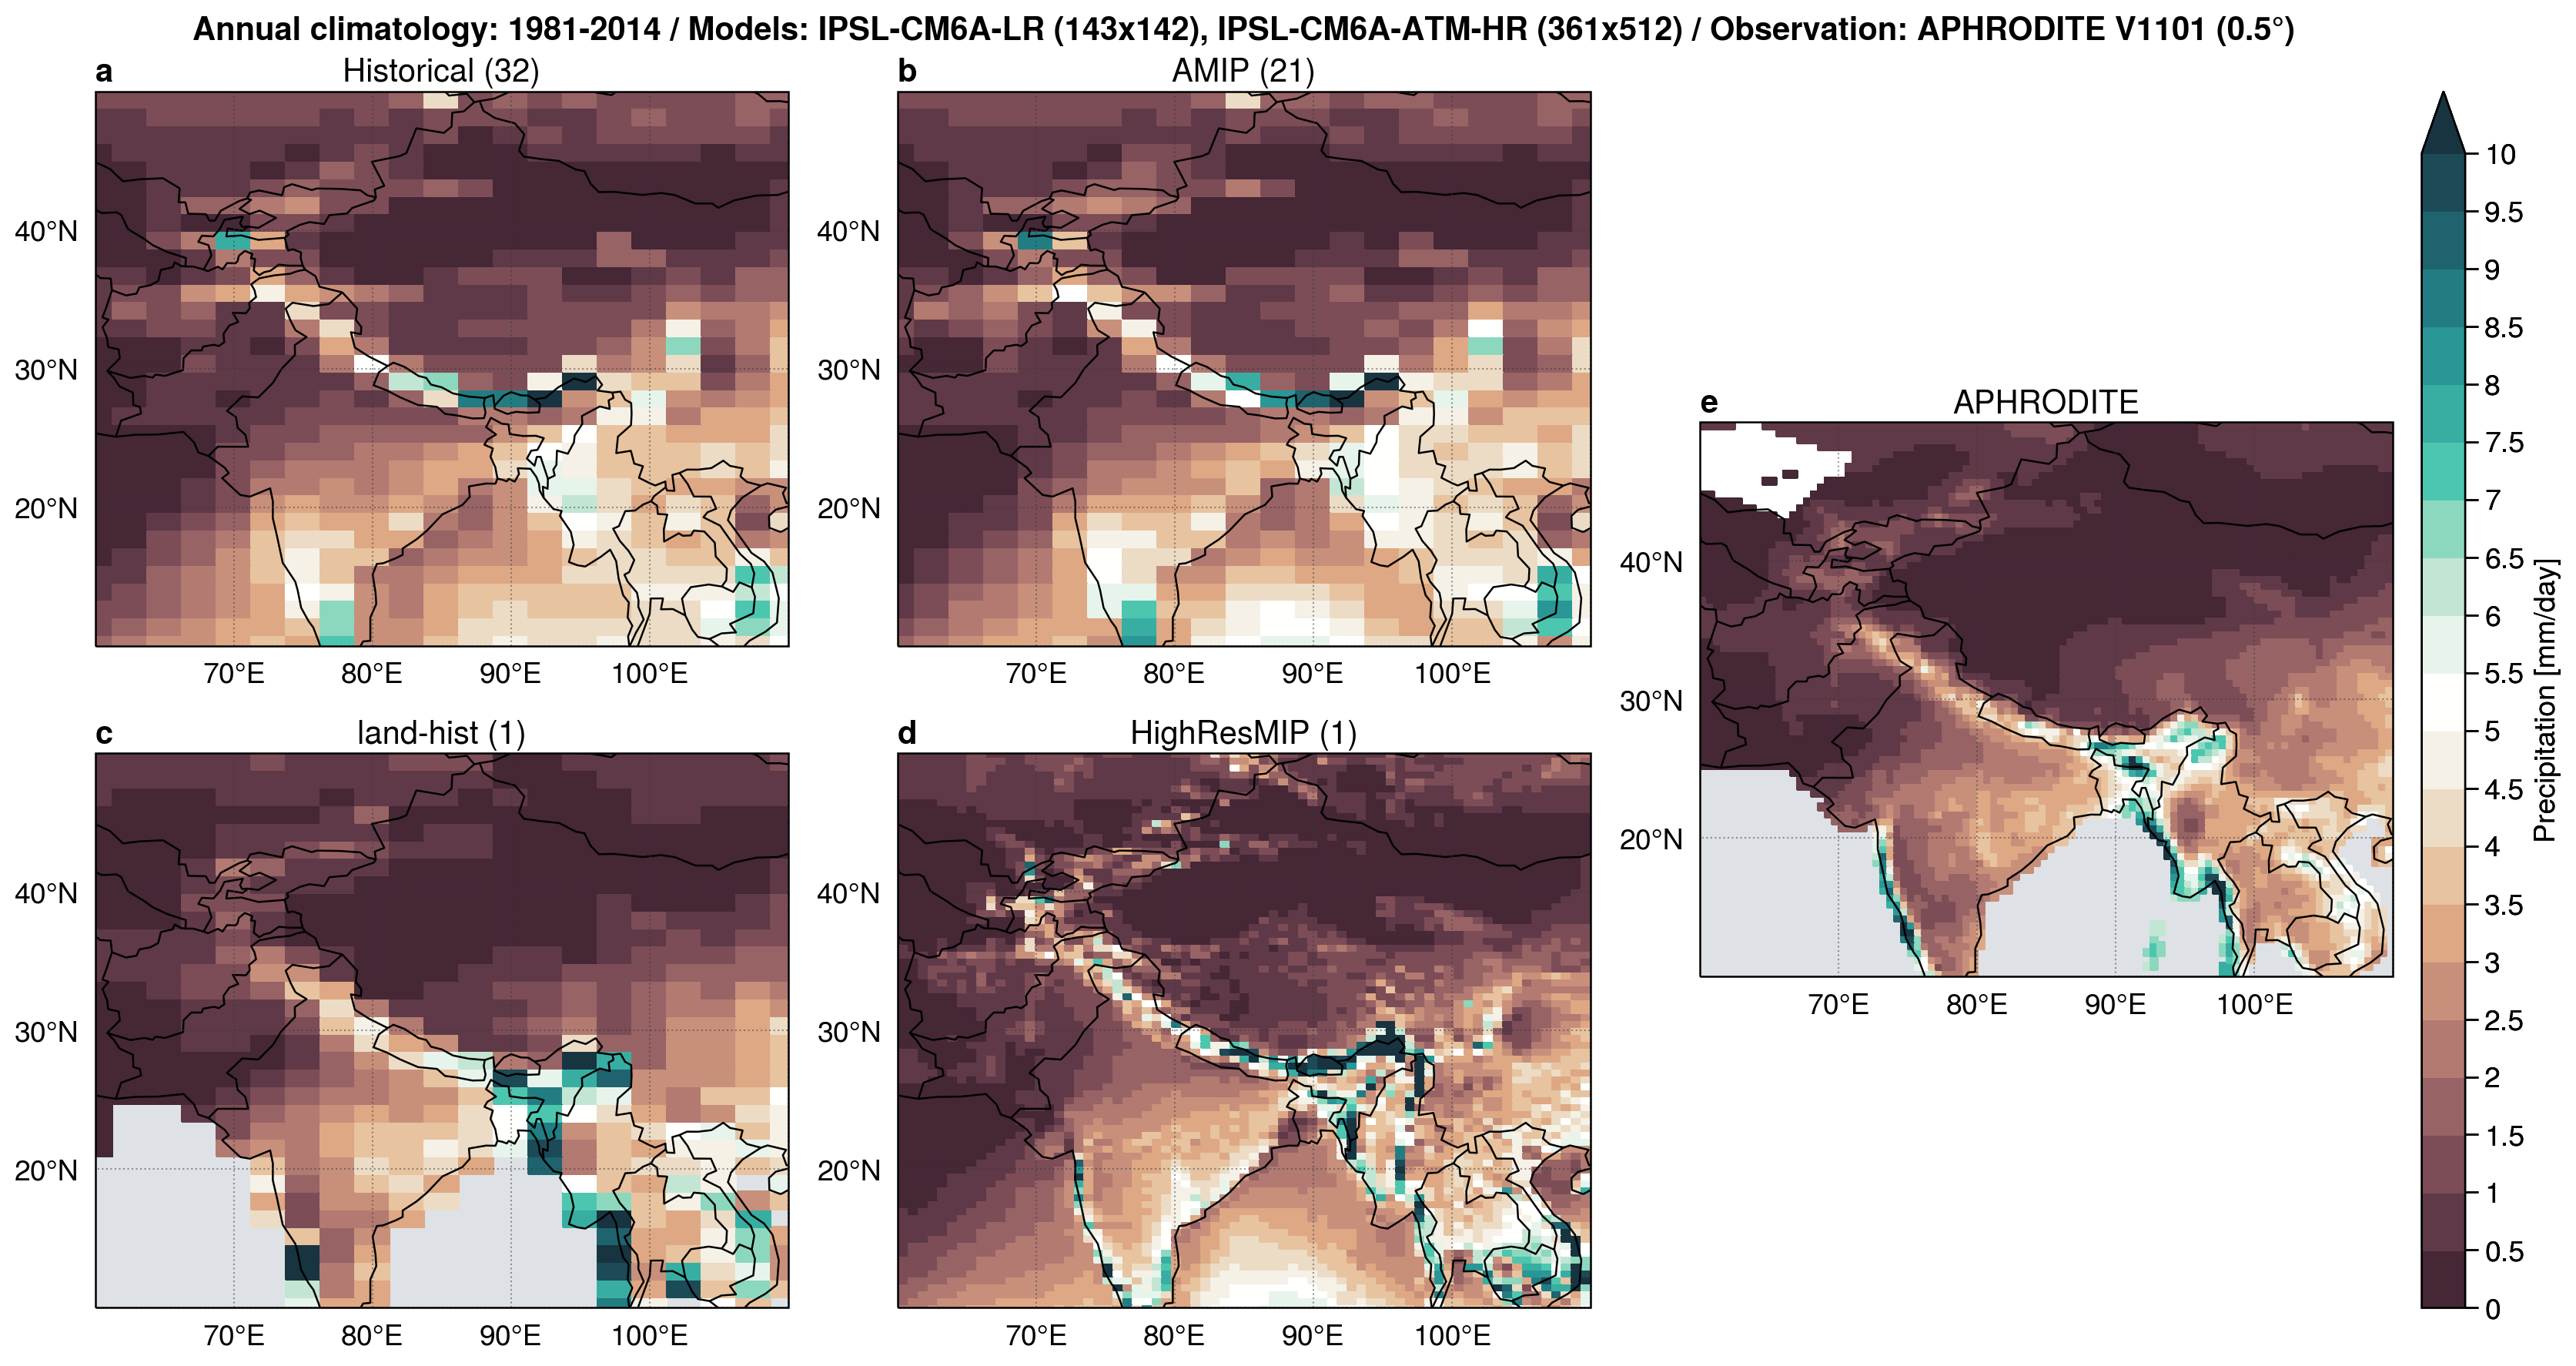 Annual climatology: 1981-2014 / Models: IPSL-CM6A-LR (143x142), IPSL-CM6A-ATM-HR (361x512) / Observation: APHRODITE V1101 (0.5°)
a Historical (32)
40°N
30°N
20°N
70°E 80°E 90°E 100°E
b AMIP (21)
40°N
30°N
20°N
70°E 80°E 90°E 100°E
c land-hist (1)
40°N
30°N
20°N
70°E 80°E 90°E 100°E
d HighResMIP (1)
40°N
30°N
20°N
70°E 80°E 90°E 100°E
e APHRODITE
40°N
30°N
20°N
70°E 80°E 90°E 100°E
10
9.5
9
8.5
8
7.5
7
6.5
6
5.5
5
4.5
4
3.5
3
2.5
2
1.5
1
0.5
0
Precipitation [mm/day]